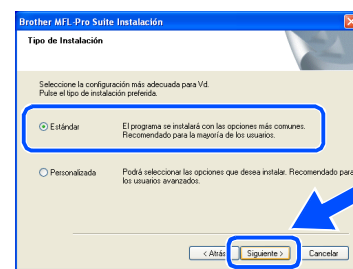 Brother MFL-Pro Suite Instalación
Tipo de Instalación
Seleccione la configuración más adecuada para Vd.
Pulse el tipo de instalación preferida.
Estándar
El programa se instalará con las opciones más comunes.
Recomendado para la mayoría de los usuarios.
Personalizada
Podrá seleccionar las opciones que desea instalar. Recomendado para
los usuarios avanzados.
< Atrás
Siguiente >
Cancelar